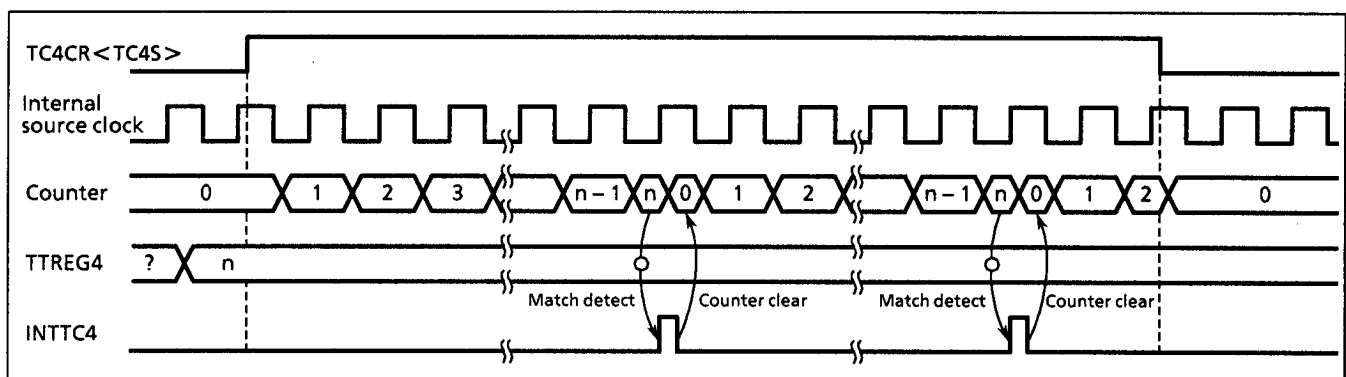 TC4CR<TC4S>
Internal
source clock
Counter 0 1 2 3 n – 1 n 0 1 2 n – 1 n 0 1 2 0
TTREG4 ? n
Match detect Counter clear Match detect Counter clear
INTTC4